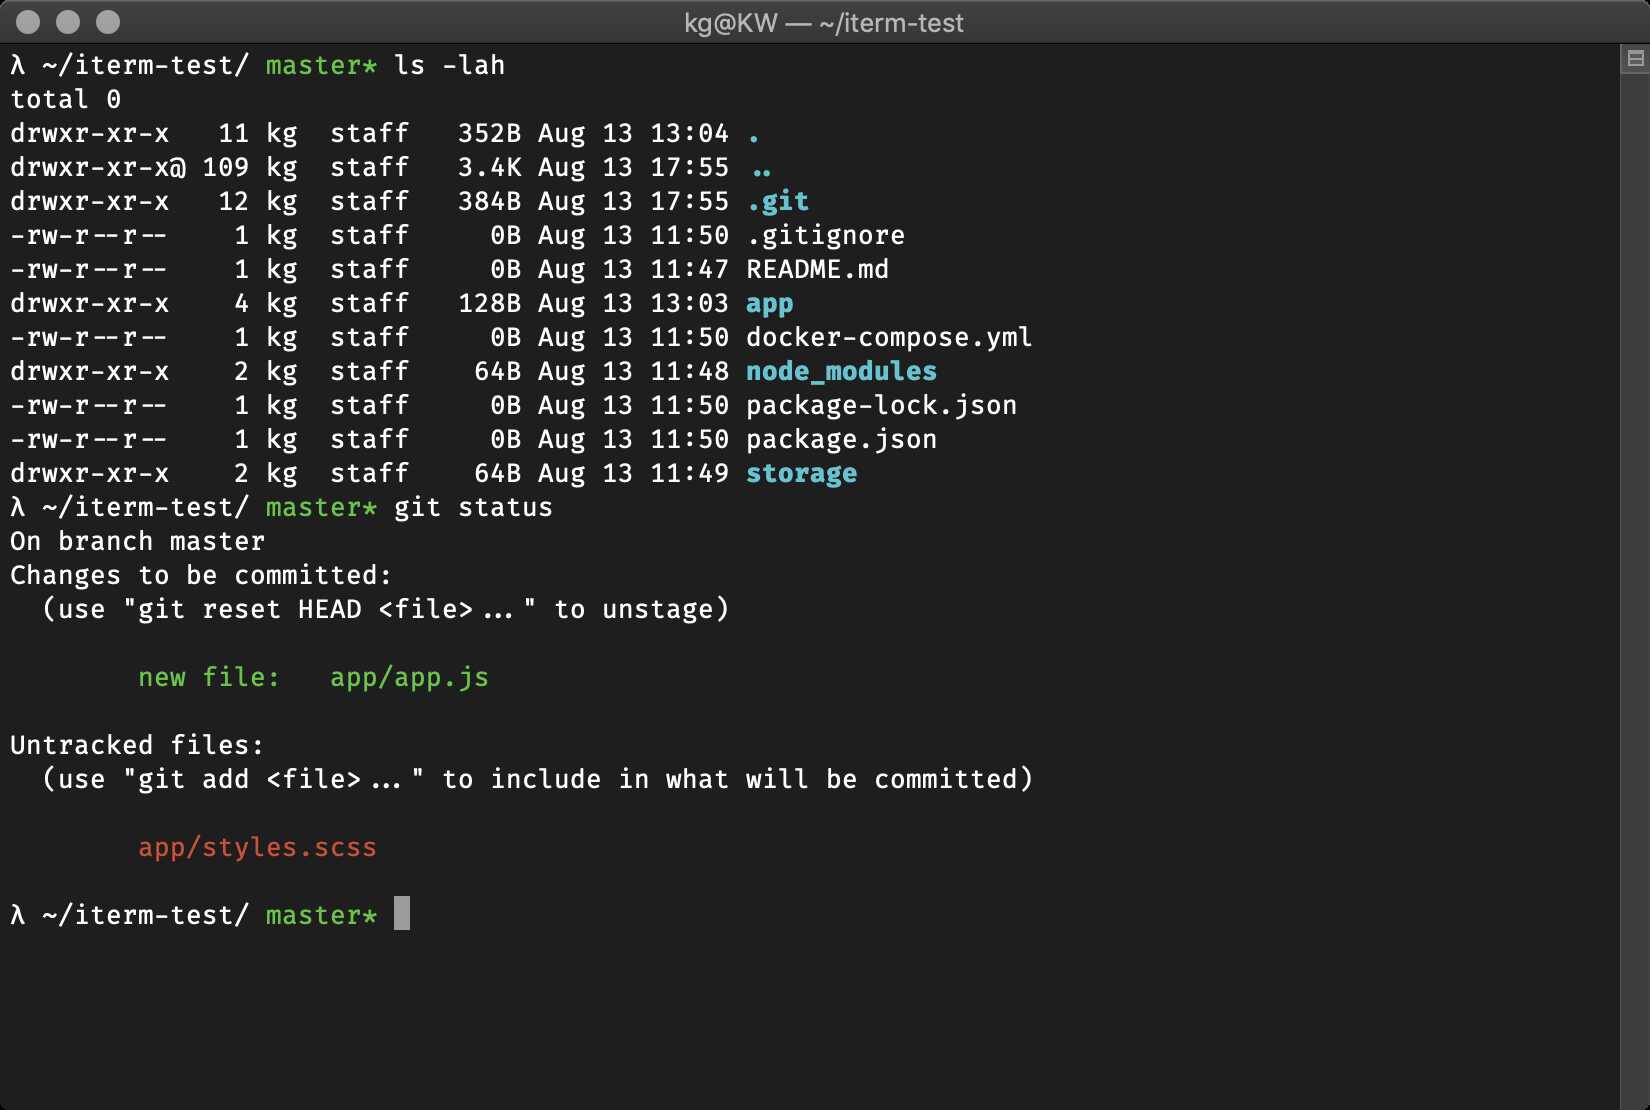 kg@KW — ~/iterm-test
λ ~/iterm-test/ master* ls -lah
total 0
drwxr-xr-x   11 kg  staff   352B Aug 13 13:04 .
drwxr-xr-x@ 109 kg  staff   3.4K Aug 13 17:55 ..
drwxr-xr-x   12 kg  staff   384B Aug 13 17:55 .git
-rw-r--r--    1 kg  staff     0B Aug 13 11:50 .gitignore
-rw-r--r--    1 kg  staff     0B Aug 13 11:47 README.md
drwxr-xr-x    4 kg  staff   128B Aug 13 13:03 app
-rw-r--r--    1 kg  staff     0B Aug 13 11:50 docker-compose.yml
drwxr-xr-x    2 kg  staff    64B Aug 13 11:48 node_modules
-rw-r--r--    1 kg  staff     0B Aug 13 11:50 package-lock.json
-rw-r--r--    1 kg  staff     0B Aug 13 11:50 package.json
drwxr-xr-x    2 kg  staff    64B Aug 13 11:49 storage
λ ~/iterm-test/ master* git status
On branch master
Changes to be committed:
  (use "git reset HEAD <file>..." to unstage)
        new file:   app/app.js
Untracked files:
  (use "git add <file>..." to include in what will be committed)
        app/styles.scss
λ ~/iterm-test/ master*